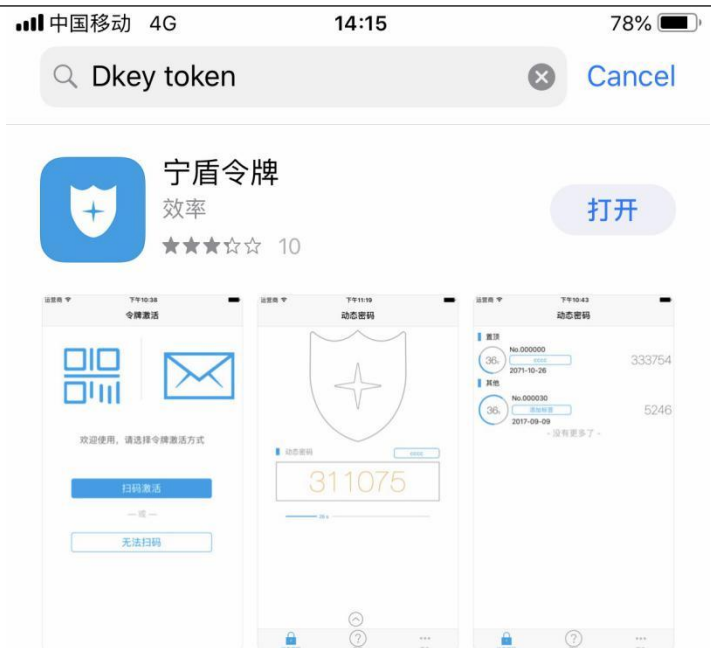 中国移动 4G 14:15 78%
Dkey token
Cancel
宁盾令牌
效率
10
打开
运营商 下午10:38
令牌激活
欢迎使用，请选择令牌激活方式
扫码激活
或
无法扫码
运营商 下午11:19
动态密码
动态密码
311075
运营商 下午10:43
动态密码
置顶
36s
No.000000
2071-10-26
333754
其他
36s
No.000030
添加标签
2017-09-09
5246
- 没有更多了 -